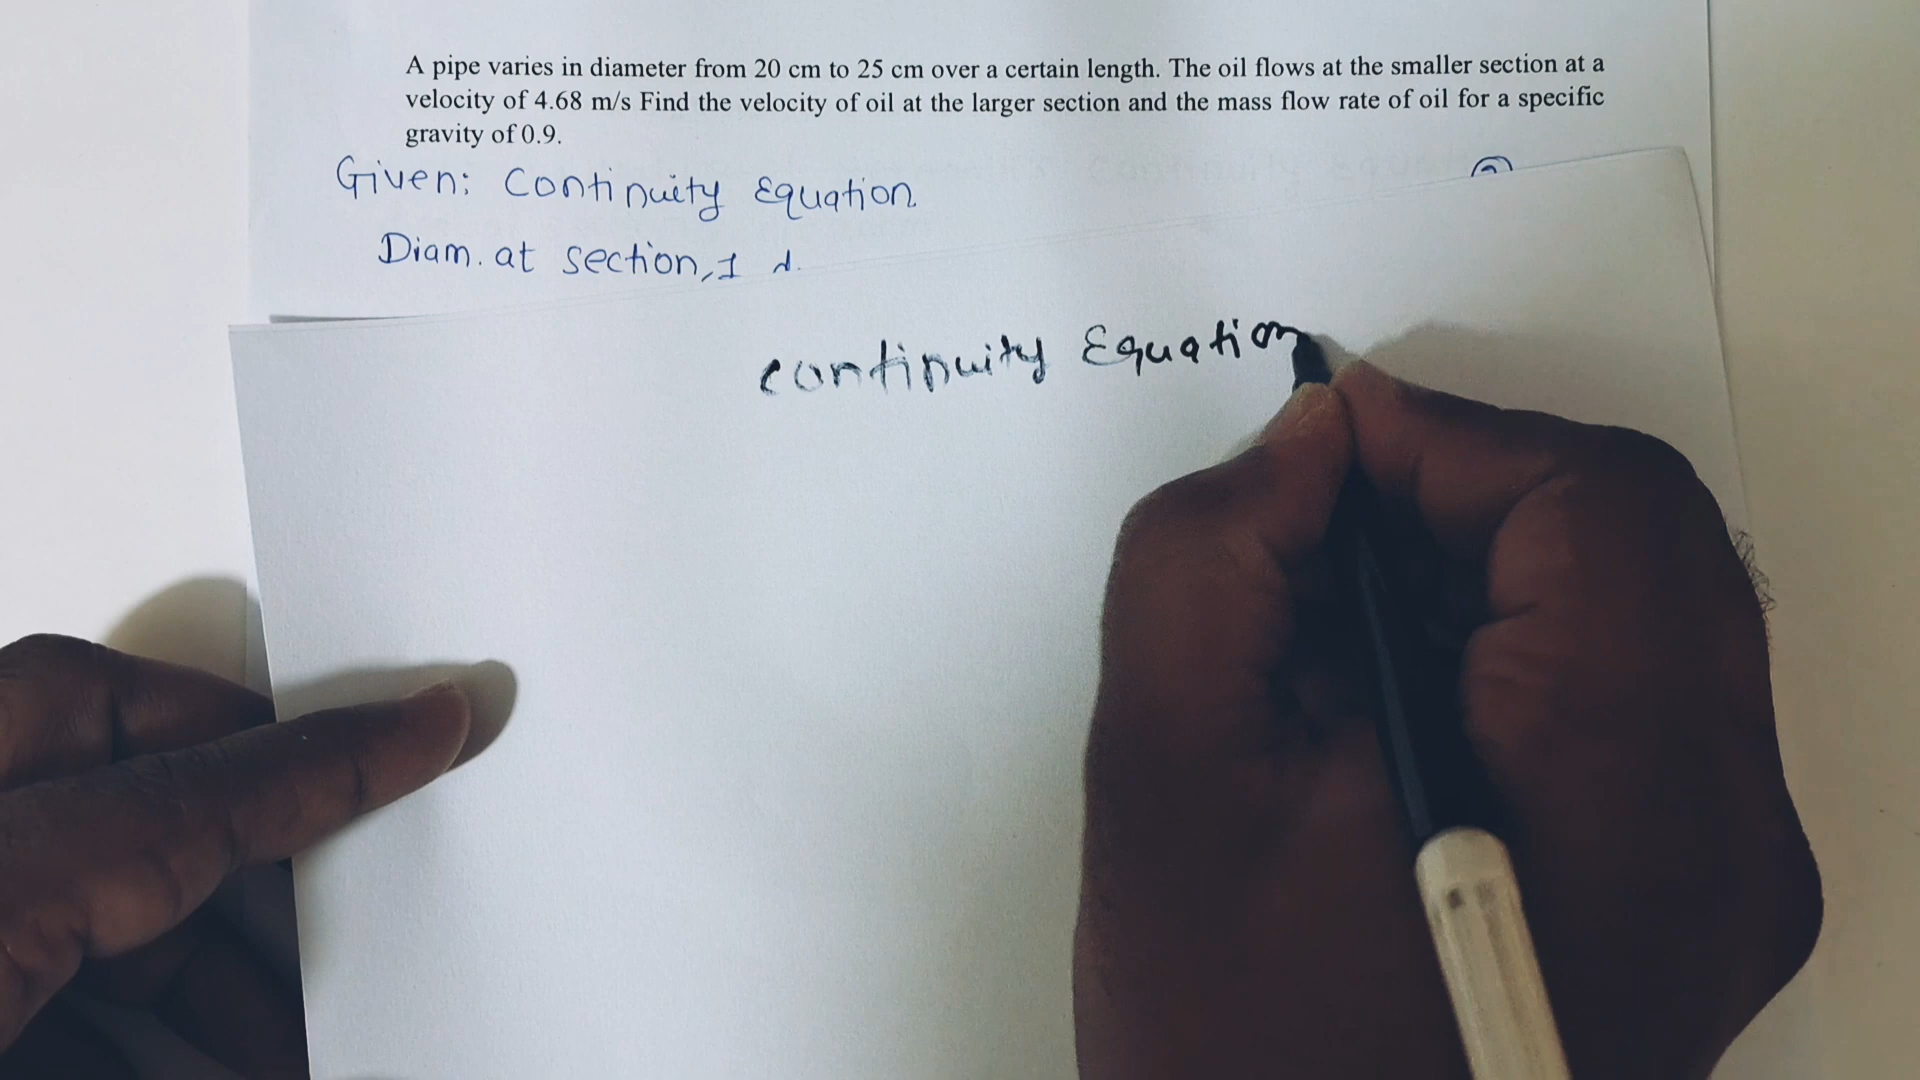 A pipe varies in diameter from 20 cm to 25 cm over a certain length. The oil flows at the smaller section at a
velocity of 4.68 m/s Find the velocity of oil at the larger section and the mass flow rate of oil for a specific
gravity of 0.9.
Given: Continuity Equation
Diam. at section, 1 d.
continuity Equation